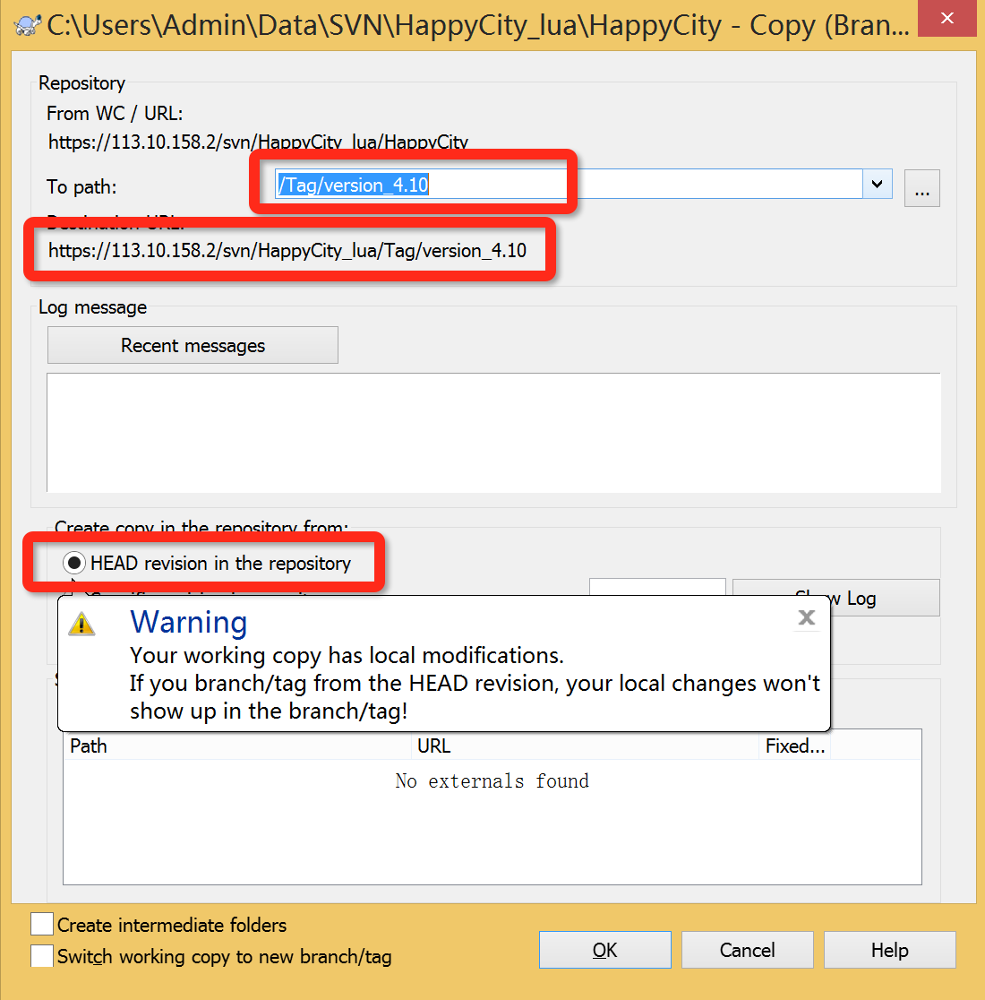 C:\Users\Admin\Data\SVN\HappyCity_lua\HappyCity - Copy (Bran...
Repository
From WC / URL:
https://113.10.158.2/svn/HappyCity_lua/HappyCity
To path:
/Tag/version_4.10
...
Destination URL:
https://113.10.158.2/svn/HappyCity_lua/Tag/version_4.10
Log message
Recent messages
Create copy in the repository from:
HEAD revision in the repository
Show Log
Warning
Your working copy has local modifications.
If you branch/tag from the HEAD revision, your local changes won't
show up in the branch/tag!
Path URL Fixed...
No externals found
Create intermediate folders
Switch working copy to new branch/tag
OK Cancel Help